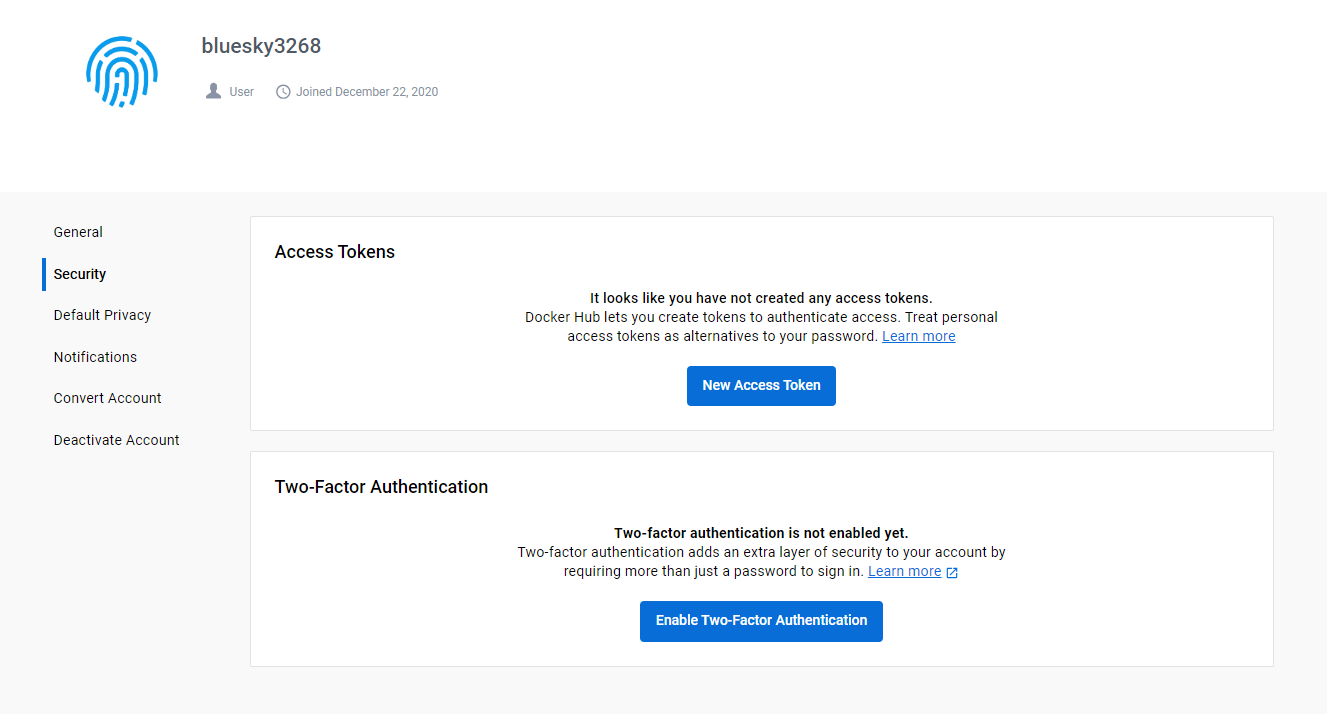 bluesky3268
User
Joined December 22, 2020
General
Security
Default Privacy
Notifications
Convert Account
Deactivate Account
Access Tokens
It looks like you have not created any access tokens.
Docker Hub lets you create tokens to authenticate access. Treat personal
access tokens as alternatives to your password. Learn more
New Access Token
Two-Factor Authentication
Two-factor authentication is not enabled yet.
Two-factor authentication adds an extra layer of security to your account by
requiring more than just a password to sign in. Learn more
Enable Two-Factor Authentication